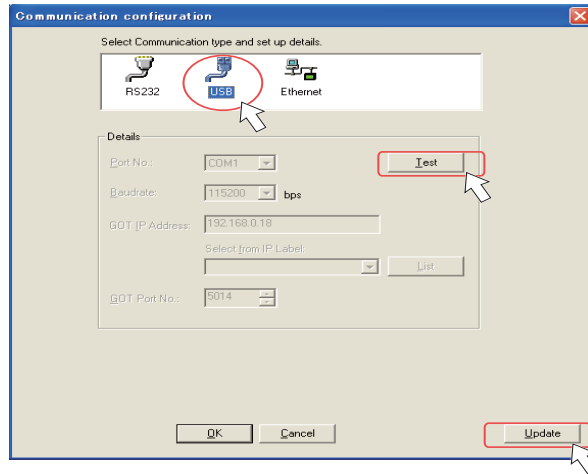 Communication configuration
Select Communication type and set up details.
RS232 USB Ethernet
Details
Port No.: COM1 Test
Baudrate: 115200 bps
GOT IP Address: 192.168.0.18
Select from IP Label:
List
GOT Port No.: 5014
OK Cancel Update